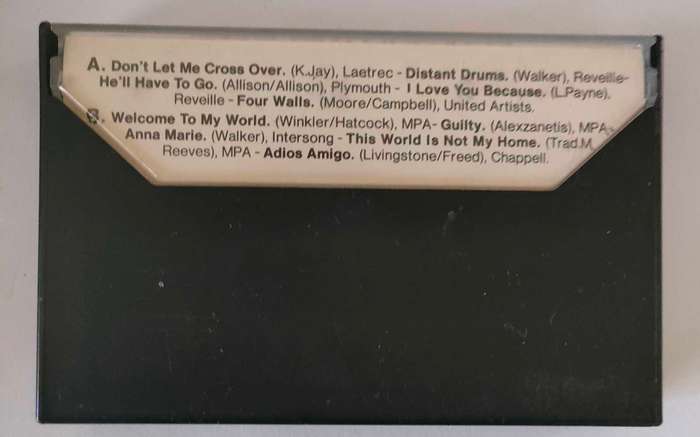 A. Don't Let Me Cross Over. (K.Jay), Laetrec - Distant Drums. (Walker), Reveille-
He'll Have To Go. (Allison/Allison), Plymouth - I Love You Because. (L.Payne),
Reveille - Four Walls. (Moore/Campbell), United Artists.
B. Welcome To My World. (Winkler/Hatcock), MPA- Guilty. (Alexzanetis), MPA-
Anna Marie. (Walker), Intersong - This World Is Not My Home. (Trad.M.
Reeves), MPA - Adios Amigo. (Livingstone/Freed), Chappell.